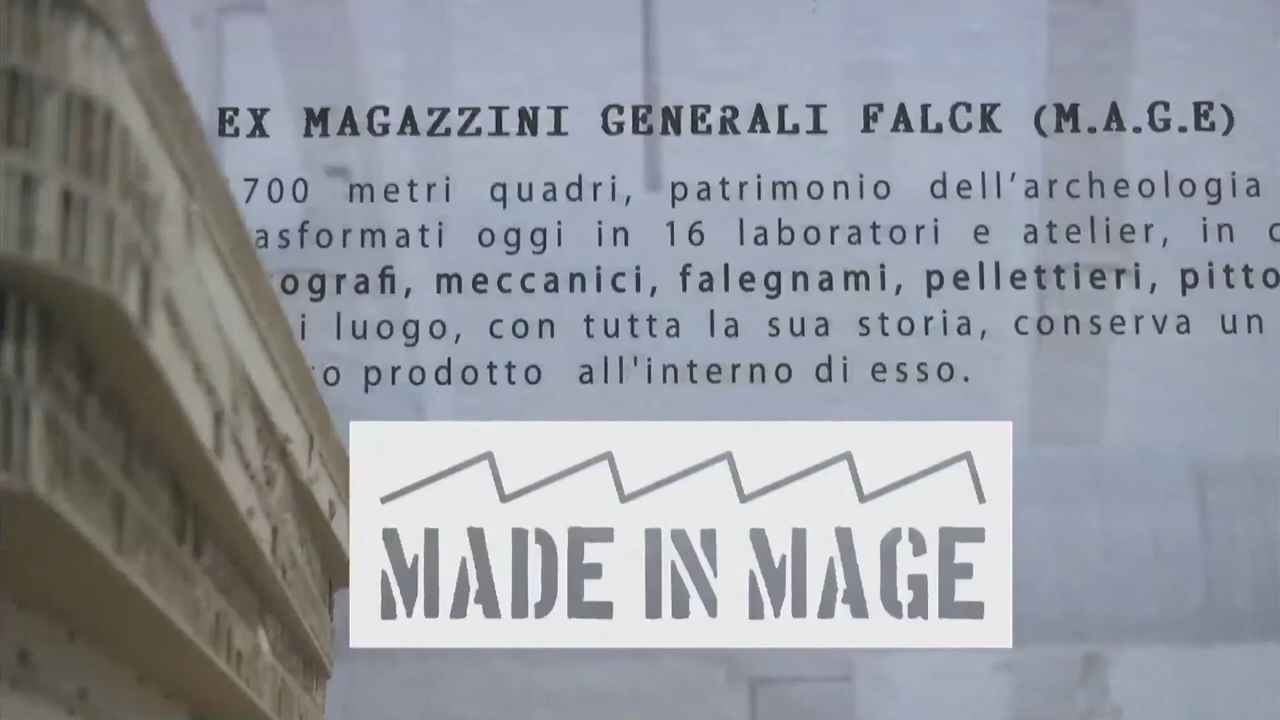 EX MAGAZZINI GENERALI FALCK (M.A.G.E)
700 metri quadri, patrimonio dell’archeologia
asformati oggi in 16 laboratori e atelier, in
ografi, meccanici, falegnami, pellettieri, pitto
i luogo, con tutta la sua storia, conserva un
o prodotto all'interno di esso.
MADE IN MAGE